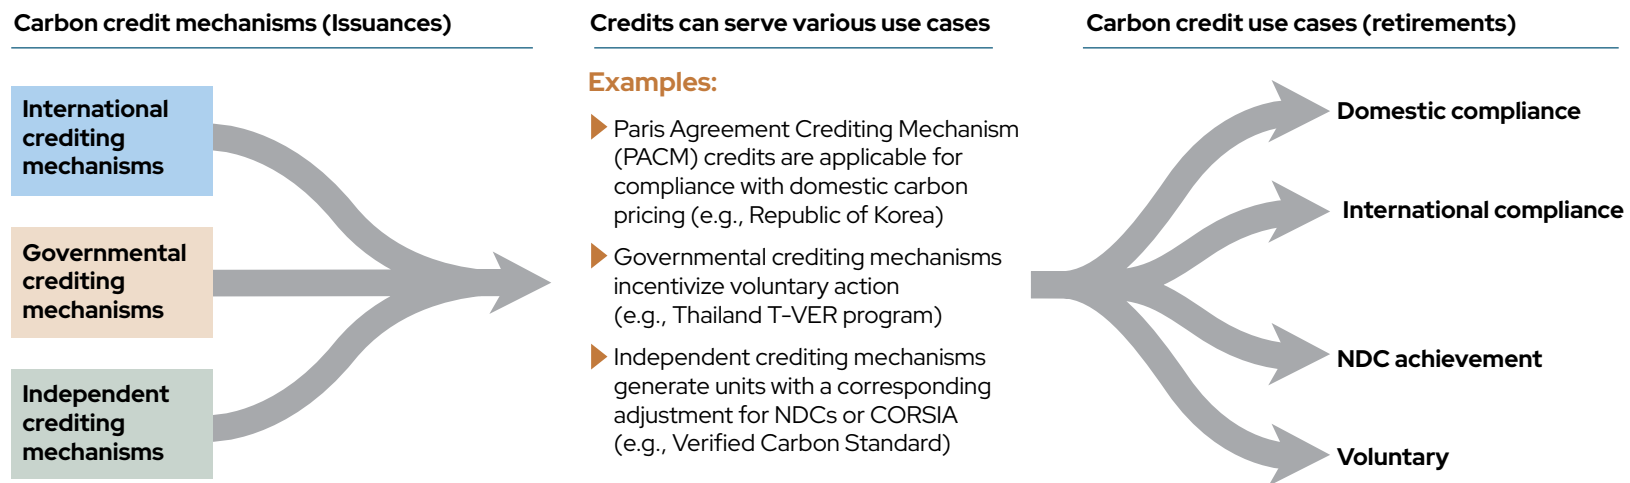 Carbon credit mechanisms (Issuances)
International
crediting
mechanisms
Governmental
crediting
mechanisms
Independent
crediting
mechanisms
Credits can serve various use cases
Examples:
Paris Agreement Crediting Mechanism
(PACM) credits are applicable for
compliance with domestic carbon
pricing (e.g., Republic of Korea)
Governmental crediting mechanisms
incentivize voluntary action
(e.g., Thailand T-VER program)
Independent crediting mechanisms
generate units with a corresponding
adjustment for NDCs or CORSIA
(e.g., Verified Carbon Standard)
Carbon credit use cases (retirements)
Domestic compliance
International compliance
NDC achievement
Voluntary